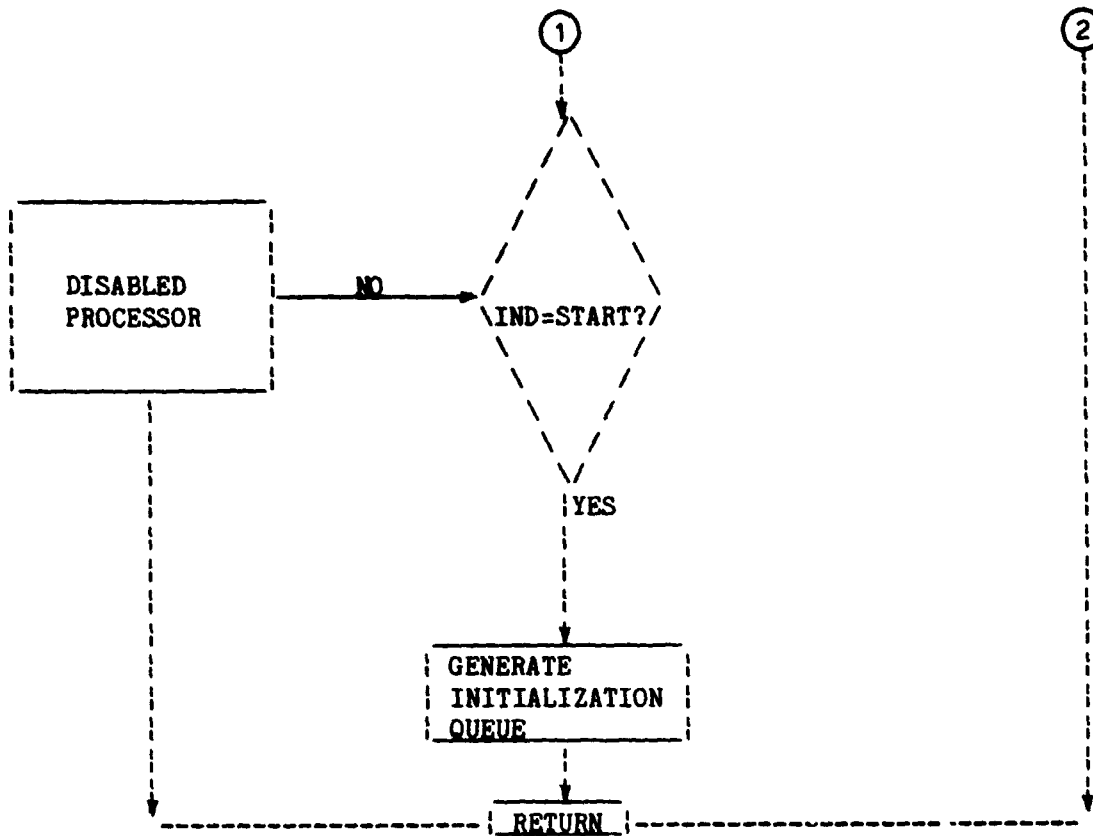 1
2
DISABLED
PROCESSOR
NO
IND=START?
YES
GENERATE
INITIALIZATION
QUEUE
RETURN